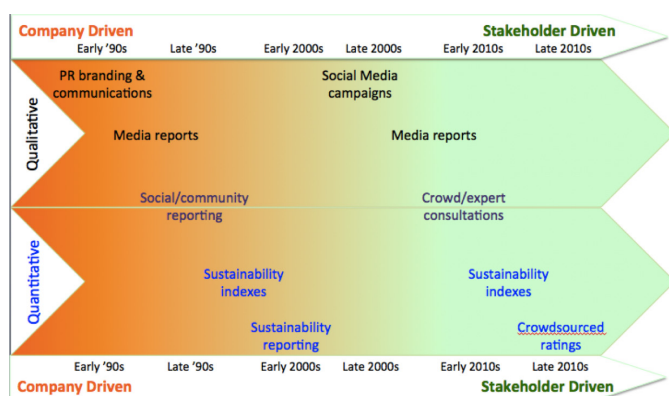 Company Driven
Stakeholder Driven
Early ’90s
Late ’90s
Early 2000s
Late 2000s
Early 2010s
Late 2010s
Qualitative
PR branding &
communications
Social Media
campaigns
Media reports
Media reports
Social/community
reporting
Crowd/expert
consultations
Quantitative
Sustainability
indexes
Sustainability
indexes
Sustainability
reporting
Crowdsourced
ratings
Early ’90s
Late ’90s
Early 2000s
Late 2000s
Early 2010s
Late 2010s
Company Driven
Stakeholder Driven